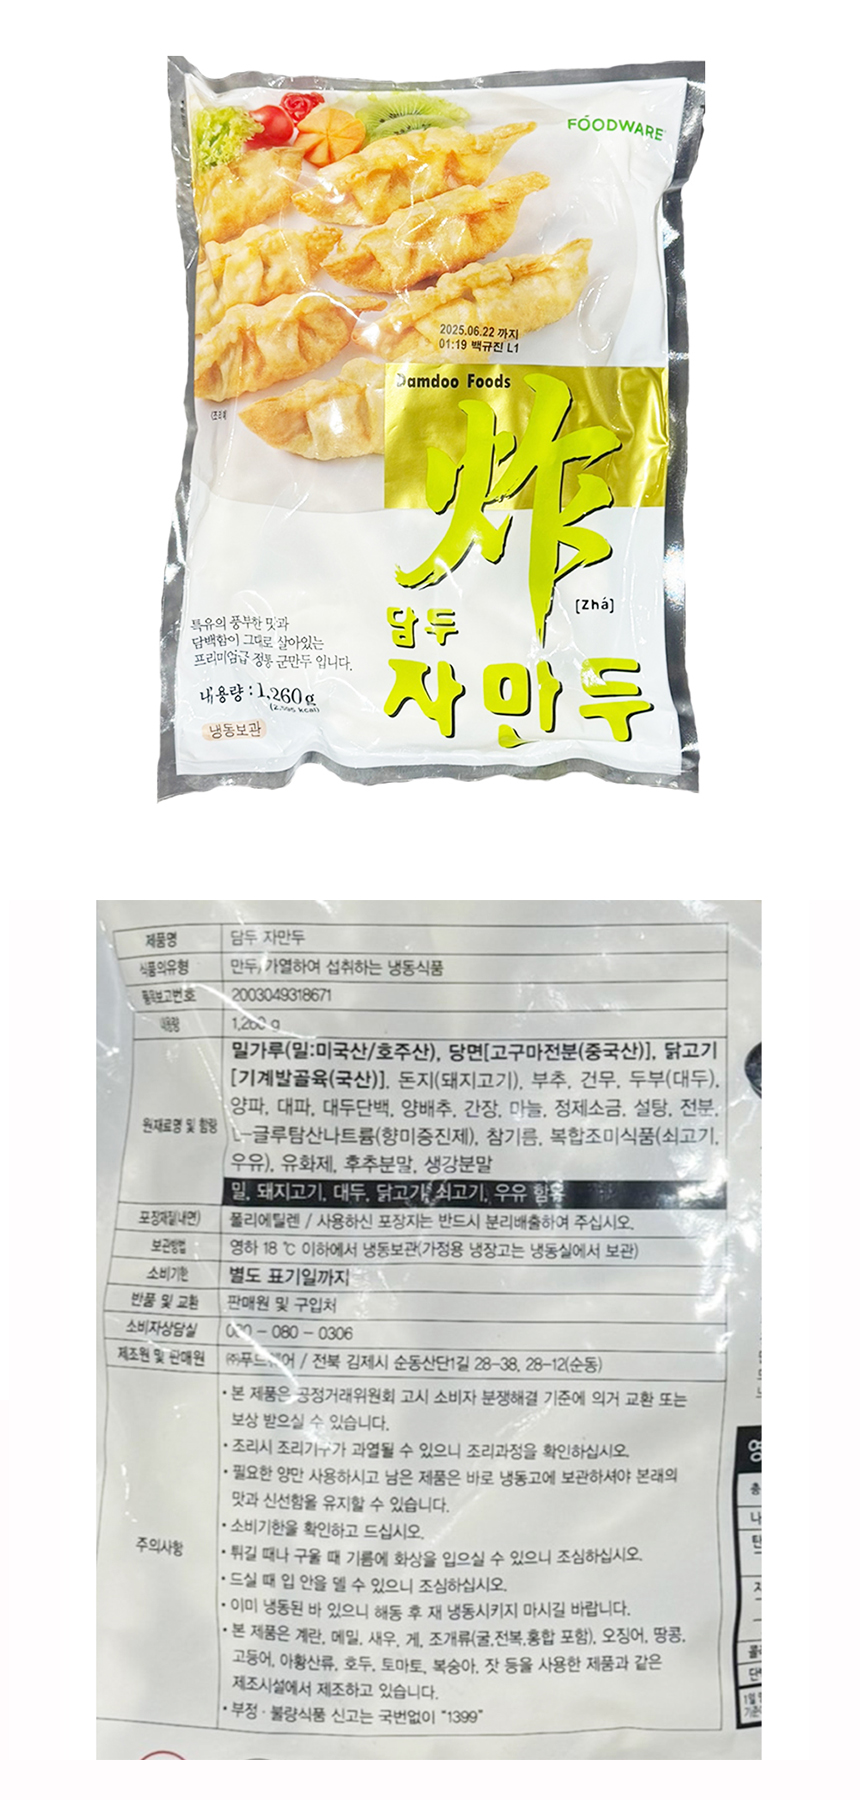 FOODWARE
2025.06.22 까지
01:19 백규진 L1
Damdoo Foods
(조리예)
炸
[Zhá]
담두
자만두
특유의 풍부한 맛과
담백함이 그대로 살아있는
프리미엄급 정통 군만두 입니다.
내용량 : 1,260 g
냉동보관
제품명 담두 자만두
식품의유형 만두/가열하여 섭취하는 냉동식품
품목보고번호 2003049318671
내용량 1,260 g
원재료명 및 함량
밀가루(밀:미국산/호주산), 당면[고구마전분(중국산)], 닭고기
[기계발골육(국산)], 돈지(돼지고기), 부추, 건무, 두부(대두),
양파, 대파, 대두단백, 양배추, 간장, 마늘, 정제소금, 설탕, 전분,
L-글루탐산나트륨(향미증진제), 참기름, 복합조미식품(쇠고기,
우유), 유화제, 후추분말, 생강분말
밀, 돼지고기, 대두, 닭고기, 쇠고기, 우유 함유
포장재질(내면) 폴리에틸렌 / 사용하신 포장지는 반드시 분리배출하여 주십시오.
보관방법 영하 18 ℃ 이하에서 냉동보관(가정용 냉장고는 냉동실에서 보관)
소비기한 별도 표기일까지
반품 및 교환 판매원 및 구입처
소비자상담실 080 - 080 - 0306
제조원 및 판매원 ㈜푸드웨어 / 전북 김제시 순동산단1길 28-38, 28-12(순동)
주의사항
• 본 제품은 공정거래위원회 고시 소비자 분쟁해결 기준에 의거 교환 또는
보상 받으실 수 있습니다.
• 조리시 조리기구가 과열될 수 있으니 조리과정을 확인하십시오.
• 필요한 양만 사용하시고 남은 제품은 바로 냉동고에 보관하셔야 본래의
맛과 신선함을 유지할 수 있습니다.
• 소비기한을 확인하고 드십시오.
• 튀길 때나 구울 때 기름에 화상을 입으실 수 있으니 조심하십시오.
• 드실 때 입 안을 델 수 있으니 조심하십시오.
• 이미 냉동된 바 있으니 해동 후 재 냉동시키지 마시길 바랍니다.
• 본 제품은 계란, 메밀, 새우, 게, 조개류(굴,전복,홍합 포함), 오징어, 땅콩,
고등어, 아황산류, 호두, 토마토, 복숭아, 잣 등을 사용한 제품과 같은
제조시설에서 제조하고 있습니다.
• 부정 · 불량식품 신고는 국번없이 "1399"